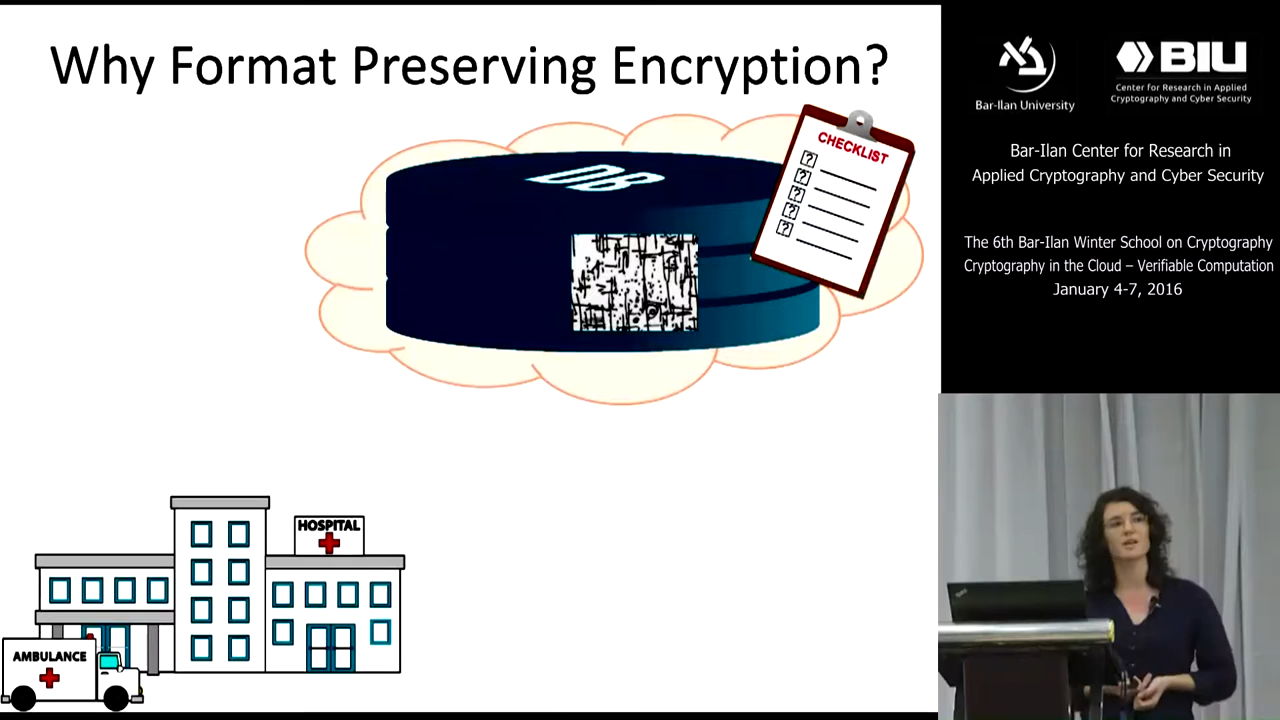 Why Format Preserving Encryption?
DB
CHECKLIST
?
?
?
?
?
HOSPITAL
AMBULANCE
Bar-Ilan University
BIU
Center for Research in Applied
Cryptography and Cyber Security
Bar-Ilan Center for Research in
Applied Cryptography and Cyber Security
The 6th Bar-Ilan Winter School on Cryptography
Cryptography in the Cloud – Verifiable Computation
January 4-7, 2016